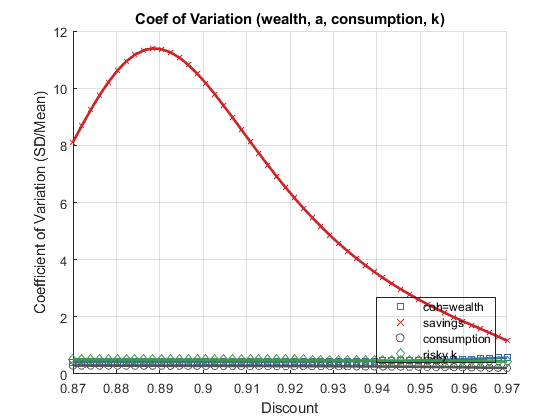 Coef of Variation (wealth, a, consumption, k)
12
10
8
6
4
2
0
Coefficient of Variation (SD/Mean)
coh=wealth
savings
consumption
risky k
0.87 0.88 0.89 0.9 0.91 0.92 0.93 0.94 0.95 0.96 0.97
Discount